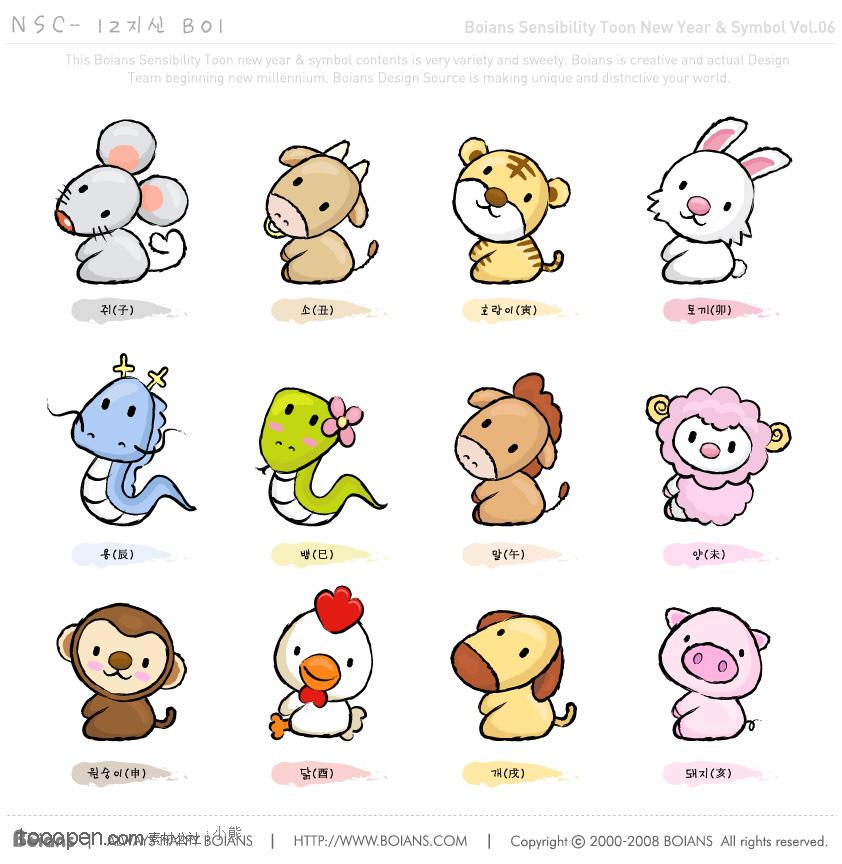 NSC- 12지신 B01
Boians Sensibility Toon New Year & Symbol Vol.06
This Boians Sensibility Toon new year & symbol contents is very variety and sweety. Boians is creative and actual Design
Team beginning new millennium. Boians Design Source is making unique and distnctive your world.
쥐(子) 소(丑) 호랑이(寅) 토끼(卯)
용(辰) 뱀(巳) 말(午) 양(未)
원숭이(申) 닭(酉) 개(戌) 돼지(亥)
Boians | ALWAYS HAPPY BOIANS | HTTP://WWW.BOIANS.COM | Copyright © 2000-2008 BOIANS All rights reserved.
tooopen.com 素材公社 小熊